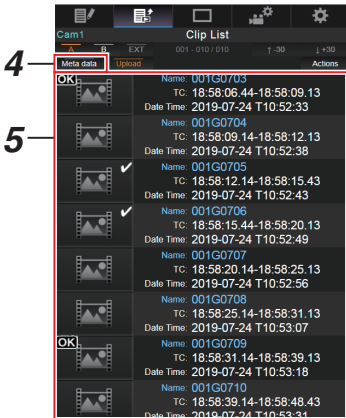 Cam1 Clip List
A B EXT 001 - 010 / 010 ↑ -30 ↓ +30
4 Meta data Upload Actions
5
OK Name: 001G0703
TC: 18:58:06.44-18:58:09.13
Date Time: 2019-07-24 T10:52:33
Name: 001G0704
TC: 18:58:09.14-18:58:12.13
Date Time: 2019-07-24 T10:52:38
Name: 001G0705
TC: 18:58:12.14-18:58:15.43
Date Time: 2019-07-24 T10:52:43
Name: 001G0706
TC: 18:58:15.44-18:58:20.13
Date Time: 2019-07-24 T10:52:49
Name: 001G0707
TC: 18:58:20.14-18:58:25.13
Date Time: 2019-07-24 T10:52:56
Name: 001G0708
TC: 18:58:25.14-18:58:31.13
Date Time: 2019-07-24 T10:53:07
OK Name: 001G0709
TC: 18:58:31.14-18:58:39.13
Date Time: 2019-07-24 T10:53:18
Name: 001G0710
TC: 18:58:39.14-18:58:48.43
Date Time: 2019-07-24 T10:53:31